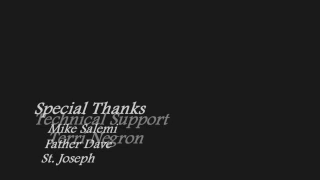 Special Thanks
Technical Support
Mike Salemi
Terri Negron
Father Dave
St. Joseph